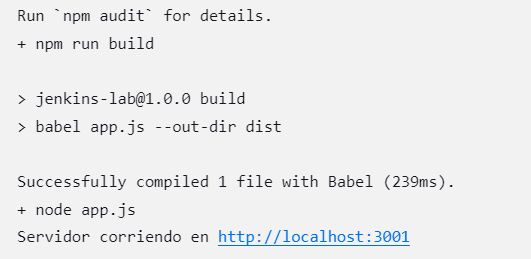 Run `npm audit` for details.
+ npm run build
> jenkins-lab@1.0.0 build
> babel app.js --out-dir dist
Successfully compiled 1 file with Babel (239ms).
+ node app.js
Servidor corriendo en http://localhost:3001